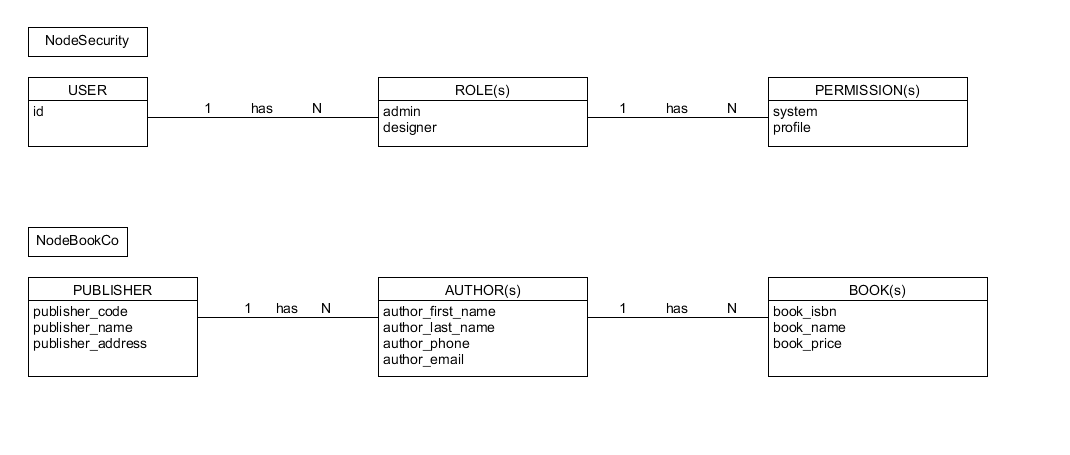 NodeSecurity
USER
id
1 has N
ROLE(s)
admin
designer
1 has N
PERMISSION(s)
system
profile
NodeBookCo
PUBLISHER
publisher_code
publisher_name
publisher_address
1 has N
AUTHOR(s)
author_first_name
author_last_name
author_phone
author_email
1 has N
BOOK(s)
book_isbn
book_name
book_price